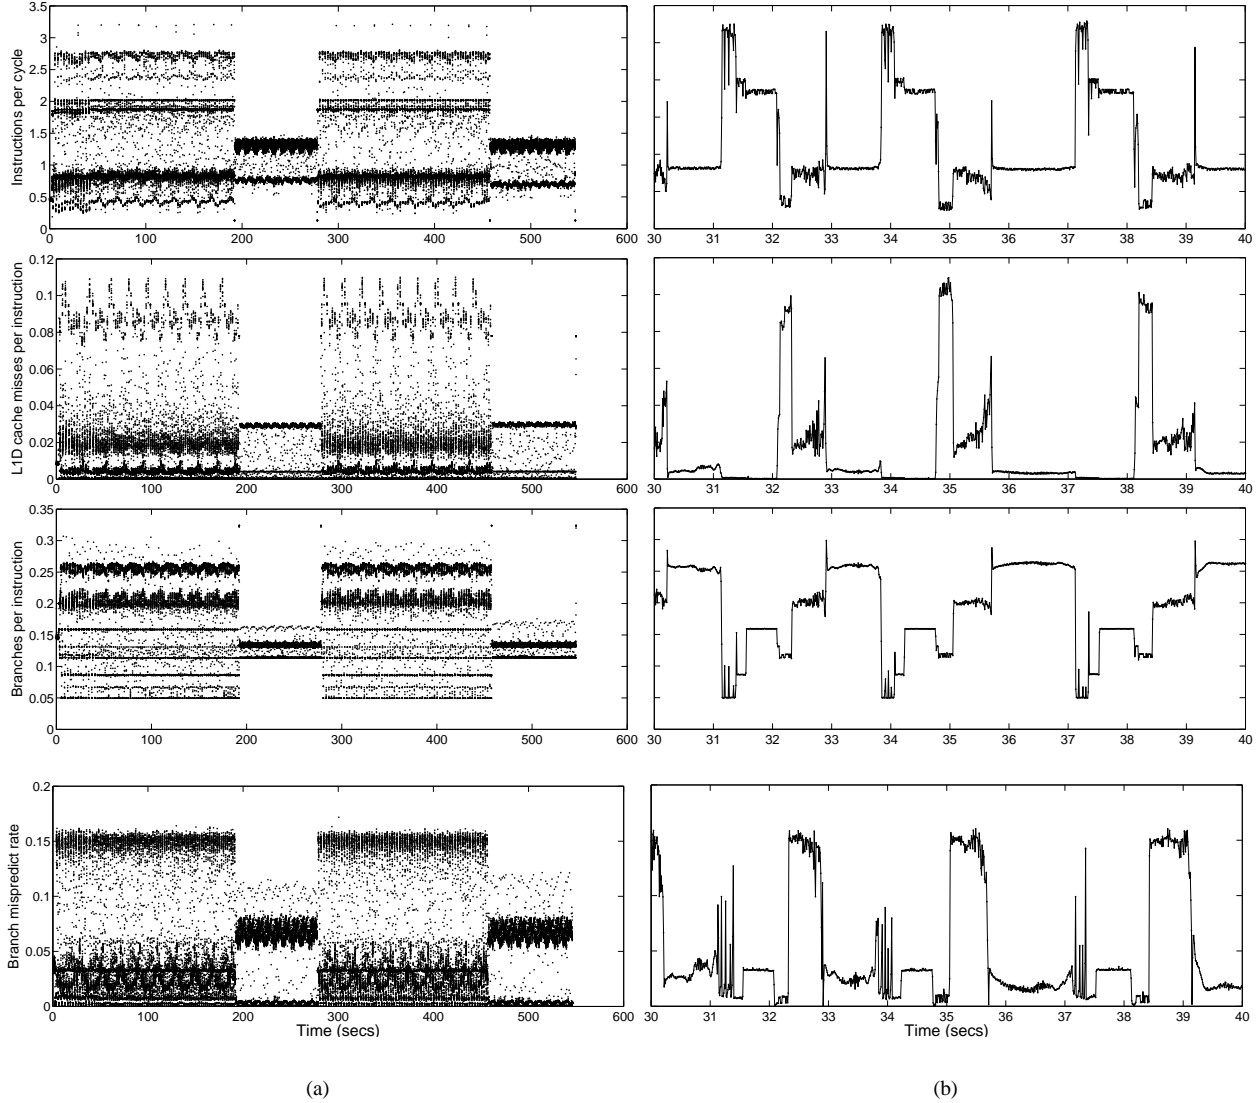 Instructions per cycle
3.5
3
2.5
2
1.5
1
0.5
0
0 100 200 300 400 500 600
30 31 32 33 34 35 36 37 38 39 40
L1D cache misses per instruction
0.12
0.1
0.08
0.06
0.04
0.02
0
0 100 200 300 400 500 600
30 31 32 33 34 35 36 37 38 39 40
Branches per instruction
0.35
0.3
0.25
0.2
0.15
0.1
0.05
0
0 100 200 300 400 500 600
30 31 32 33 34 35 36 37 38 39 40
Branch mispredict rate
0.2
0.15
0.1
0.05
0
0 100 200 300 400 500 600
Time (secs)
30 31 32 33 34 35 36 37 38 39 40
Time (secs)
(a)
(b)